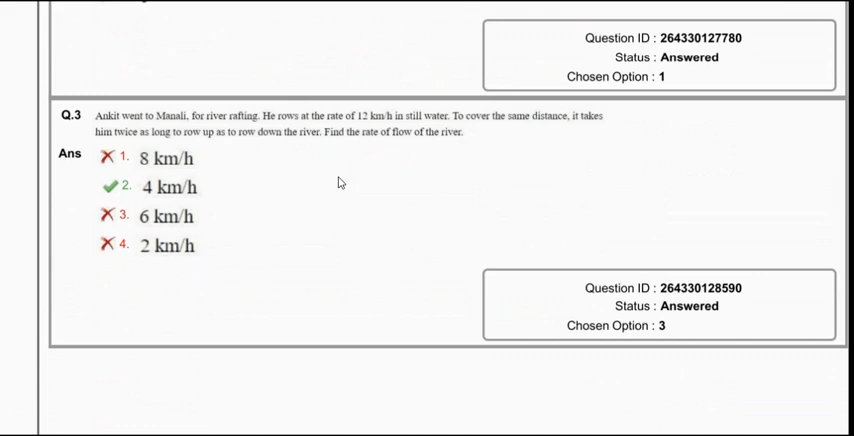 Question ID : 264330127780
Status : Answered
Chosen Option : 1
Q.3 Ankit went to Manali, for river rafting. He rows at the rate of 12 km/h in still water. To cover the same distance, it takes
him twice as long to row up as to row down the river. Find the rate of flow of the river.
Ans 1. 8 km/h
2. 4 km/h
3. 6 km/h
4. 2 km/h
Question ID : 264330128590
Status : Answered
Chosen Option : 3